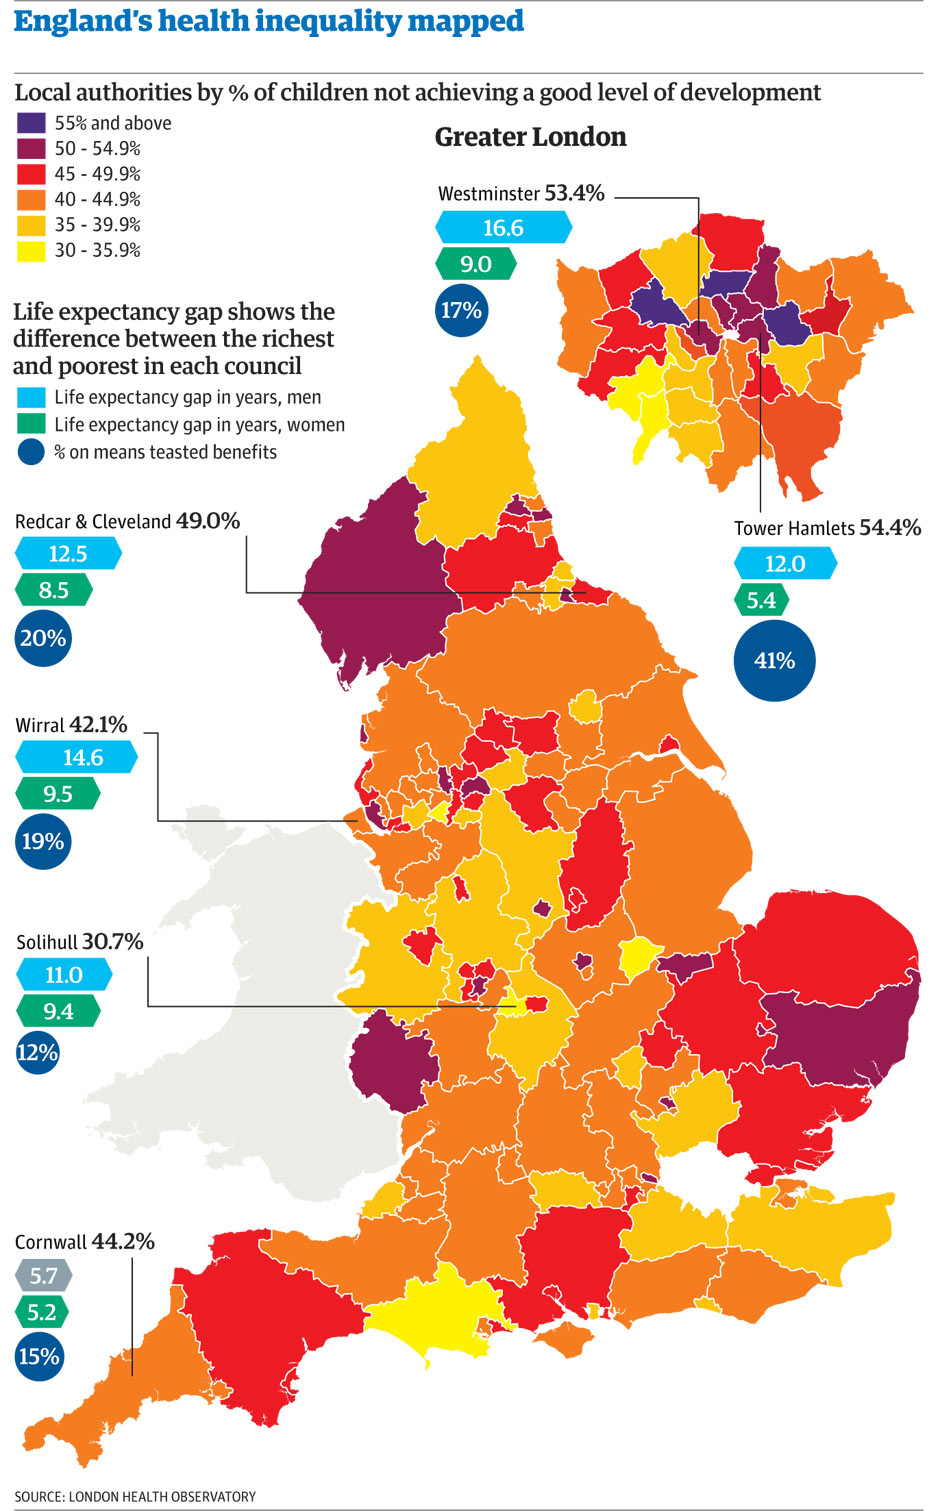 England's health inequality mapped
Local authorities by % of children not achieving a good level of development
55% and above
50 - 54.9%
45 - 49.9%
40 - 44.9%
35 - 39.9%
30 - 35.9%
Greater London
Westminster 53.4%
16.6
9.0
17%
Life expectancy gap shows the
difference between the richest
and poorest in each council
Life expectancy gap in years, men
Life expectancy gap in years, women
% on means teasted benefits
Redcar & Cleveland 49.0%
12.5
8.5
20%
Tower Hamlets 54.4%
12.0
5.4
41%
Wirral 42.1%
14.6
9.5
19%
Solihull 30.7%
11.0
9.4
12%
Cornwall 44.2%
5.7
5.2
15%
SOURCE: LONDON HEALTH OBSERVATORY